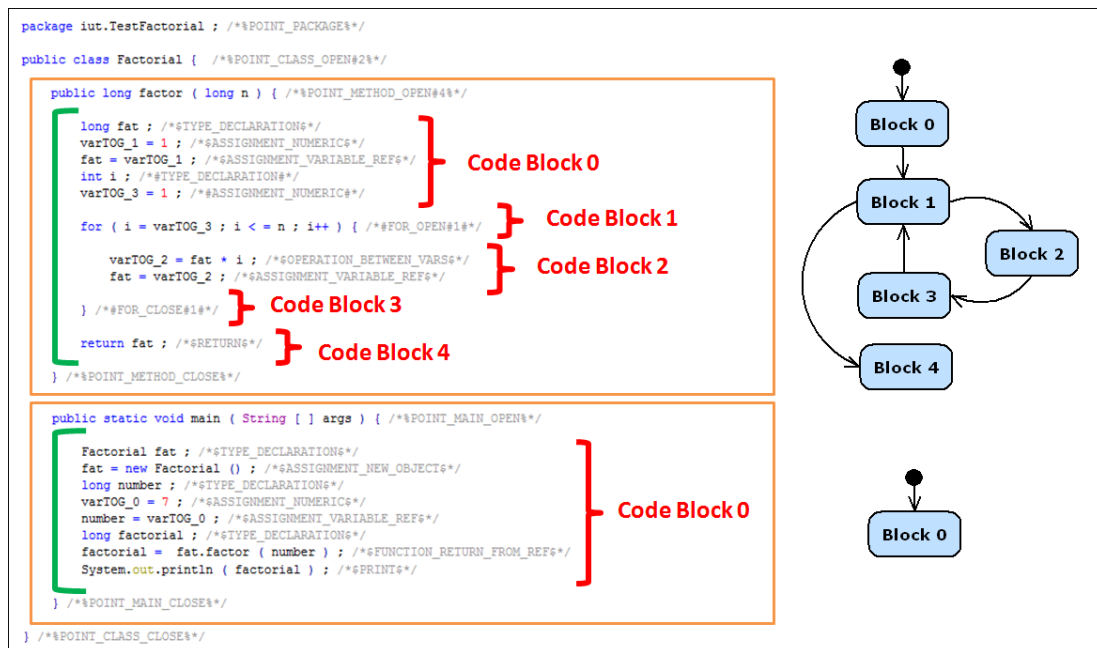 package iut.TestFactorial ; /*%POINT_PACKAGE%*/
public class Factorial {  /*%POINT_CLASS_OPEN#2%*/
public long factor ( long n ) { /*%POINT_METHOD_OPEN#4%*/
long fat ; /*$TYPE_DECLARATION$*/
varTOG_1 = 1 ; /*$ASSIGNMENT_NUMERIC$*/
fat = varTOG_1 ; /*$ASSIGNMENT_VARIABLE_REF$*/
int i ; /*#TYPE_DECLARATION#*/
varTOG_3 = 1 ; /*#ASSIGNMENT_NUMERIC#*/
Code Block 0
for ( i = varTOG_3 ; i < = n ; i++ ) { /*#FOR_OPEN#1#*/
Code Block 1
varTOG_2 = fat * i ; /*$OPERATION_BETWEEN_VARS$*/
fat = varTOG_2 ; /*$ASSIGNMENT_VARIABLE_REF$*/
Code Block 2
} /*#FOR_CLOSE#1#*/
Code Block 3
return fat ; /*$RETURN$*/
Code Block 4
} /*%POINT_METHOD_CLOSE%*/
public static void main ( String [ ] args ) { /*%POINT_MAIN_OPEN%*/
Factorial fat ; /*$TYPE_DECLARATION$*/
fat = new Factorial () ; /*$ASSIGNMENT_NEW_OBJECT$*/
long number ; /*$TYPE_DECLARATION$*/
varTOG_0 = 7 ; /*$ASSIGNMENT_NUMERIC$*/
number = varTOG_0 ; /*$ASSIGNMENT_VARIABLE_REF$*/
long factorial ; /*$TYPE_DECLARATION$*/
factorial =  fat.factor ( number ) ; /*$FUNCTION_RETURN_FROM_REF$*/
System.out.println ( factorial ) ; /*$PRINT$*/
Code Block 0
} /*%POINT_MAIN_CLOSE%*/
} /*%POINT_CLASS_CLOSE%*/
Block 0
Block 1
Block 2
Block 3
Block 4
Block 0